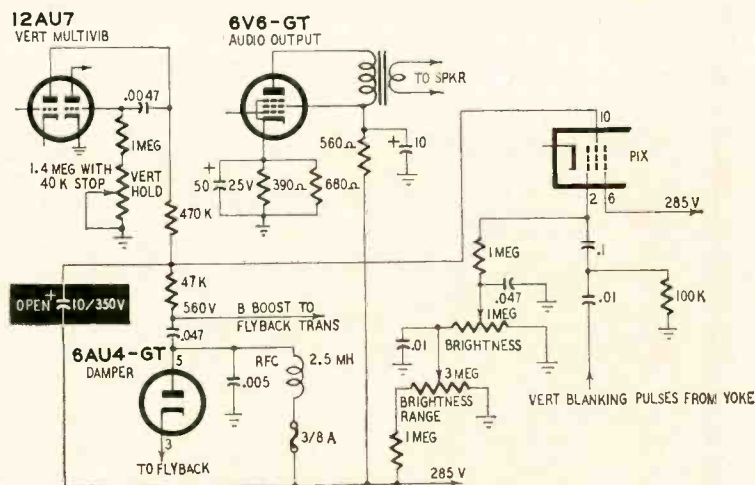 12AU7
VERT MULTIVIB
.0047
1MEG
1.4 MEG WITH
40 K STOP
VERT
HOLD
470 K
6V6-GT
AUDIO OUTPUT
TO SPKR
560Ω
+
10
+
50
25V
390Ω
680Ω
10
PIX
2
6
285V
1 MEG
.1
.047
.01
100K
1MEG
BRIGHTNESS
.01
3 MEG
BRIGHTNESS
RANGE
1MEG
VERT BLANKING PULSES FROM YOKE
OPEN
+
10/350V
47K
560V
B BOOST TO
FLYBACK TRANS
.047
6AU4-GT
DAMPER
5
.005
RFC
2.5 MH
3/8 A
3
TO FLYBACK
285 V